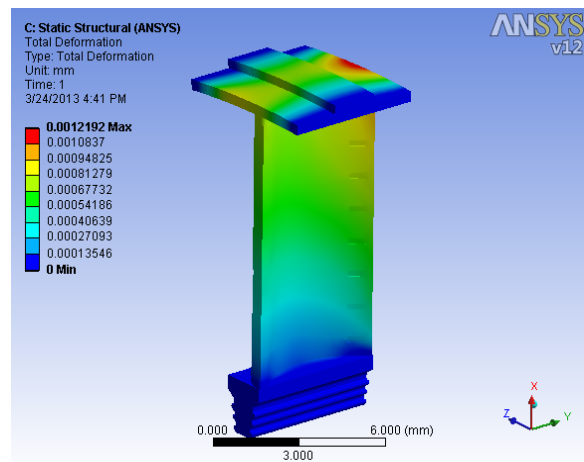 C: Static Structural (ANSYS)
Total Deformation
Type: Total Deformation
Unit: mm
Time: 1
3/24/2013 4:41 PM
ANSYS
v12
0.0012192 Max
0.0010837
0.00094825
0.00081279
0.00067732
0.00054186
0.00040639
0.00027093
0.00013546
0 Min
X
Z
Y
0.000
6.000 (mm)
3.000